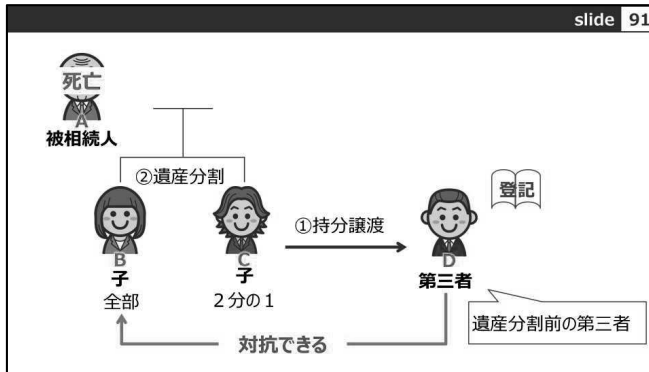 slide 91
死亡
A
被相続人
②遺産分割
登記
①持分譲渡
B
子
全部
C
子
2分の1
D
第三者
遺産分割前の第三者
対抗できる